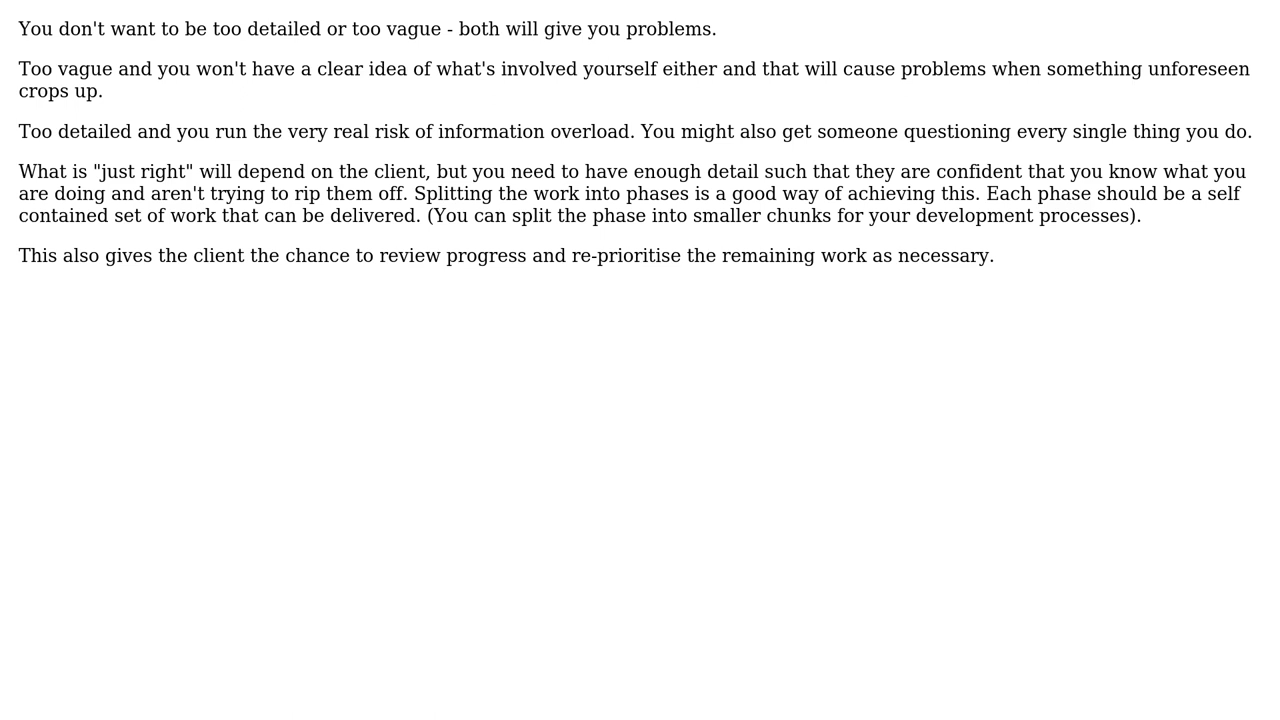 You don't want to be too detailed or too vague - both will give you problems.
Too vague and you won't have a clear idea of what's involved yourself either and that will cause problems when something unforeseen
crops up.
Too detailed and you run the very real risk of information overload. You might also get someone questioning every single thing you do.
What is "just right" will depend on the client, but you need to have enough detail such that they are confident that you know what you
are doing and aren't trying to rip them off. Splitting the work into phases is a good way of achieving this. Each phase should be a self
contained set of work that can be delivered. (You can split the phase into smaller chunks for your development processes).
This also gives the client the chance to review progress and re-prioritise the remaining work as necessary.